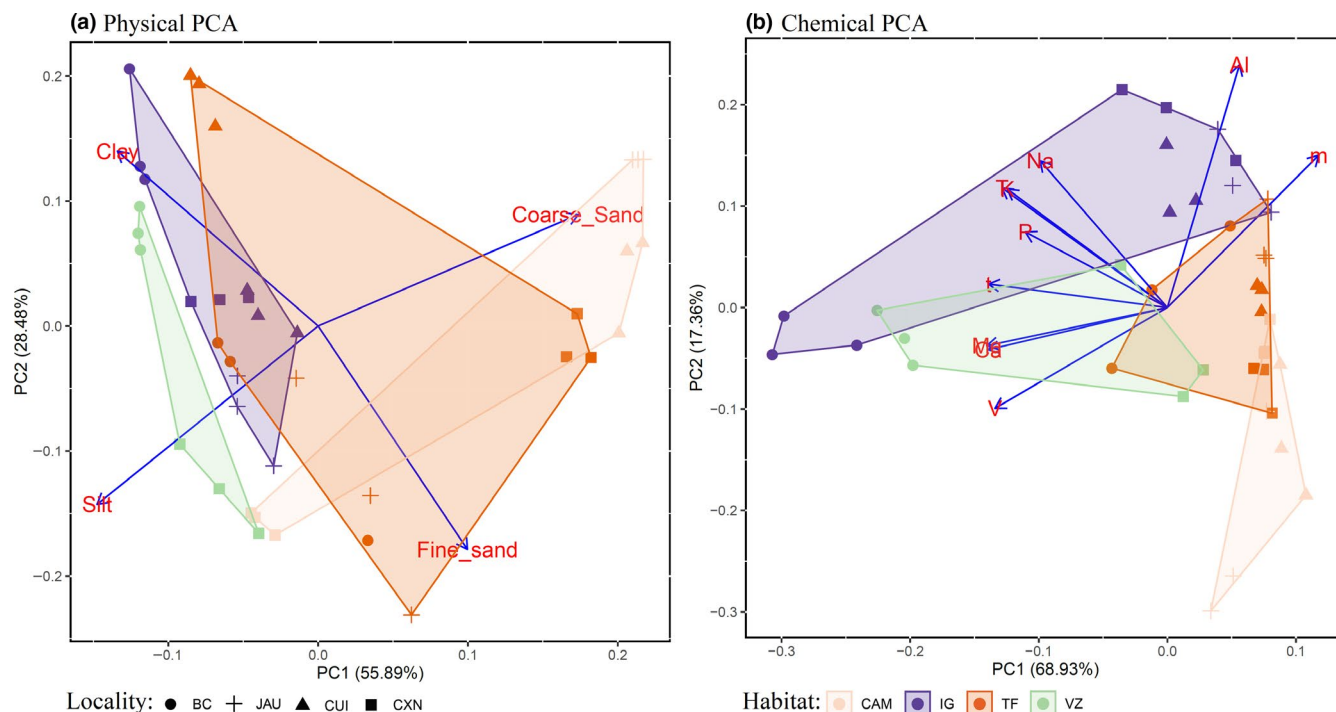 (a) Physical PCA
0.2
0.1
0.0
−0.1
−0.2
PC2 (28.48%)
Clay
Coarse_Sand
Silt
Fine_sand
−0.1
0.0
0.1
0.2
PC1 (55.89%)
Locality: BC JAU CUI CXN
(b) Chemical PCA
0.2
0.1
0.0
−0.1
−0.2
−0.3
PC2 (17.36%)
Al
m
Na
P
V
−0.3
−0.2
−0.1
0.0
0.1
PC1 (68.93%)
Habitat: CAM IG TF VZ